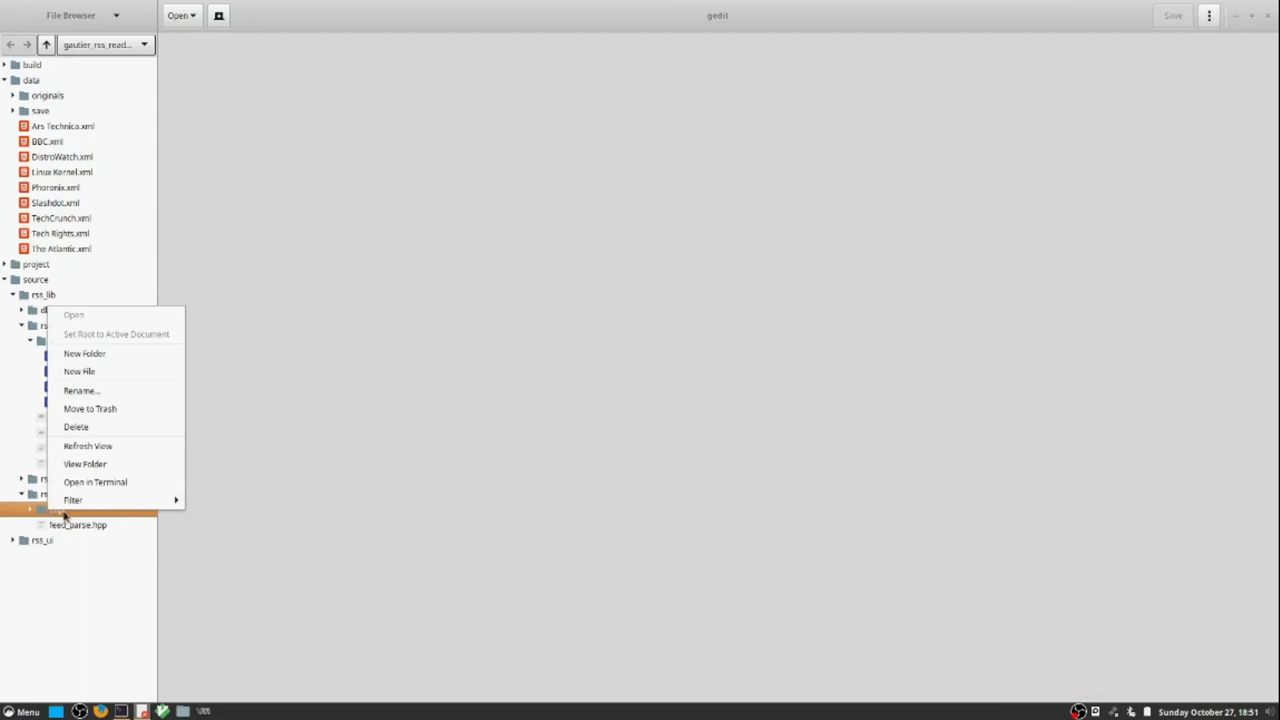 File Browser
Open
gedit
Save
gautier_rss_read...
build
data
originals
save
Ars Technica.xml
BBC.xml
DistroWatch.xml
Linux Kernel.xml
Phoronix.xml
Slashdot.xml
TechCrunch.xml
Tech Rights.xml
The Atlantic.xml
project
source
rss_lib
Open
Set Root to Active Document
New Folder
New File
Rename...
Move to Trash
Delete
Refresh View
View Folder
Open in Terminal
Filter
feed_parse.hpp
rss_ui
Menu
Sunday October 27, 18:51